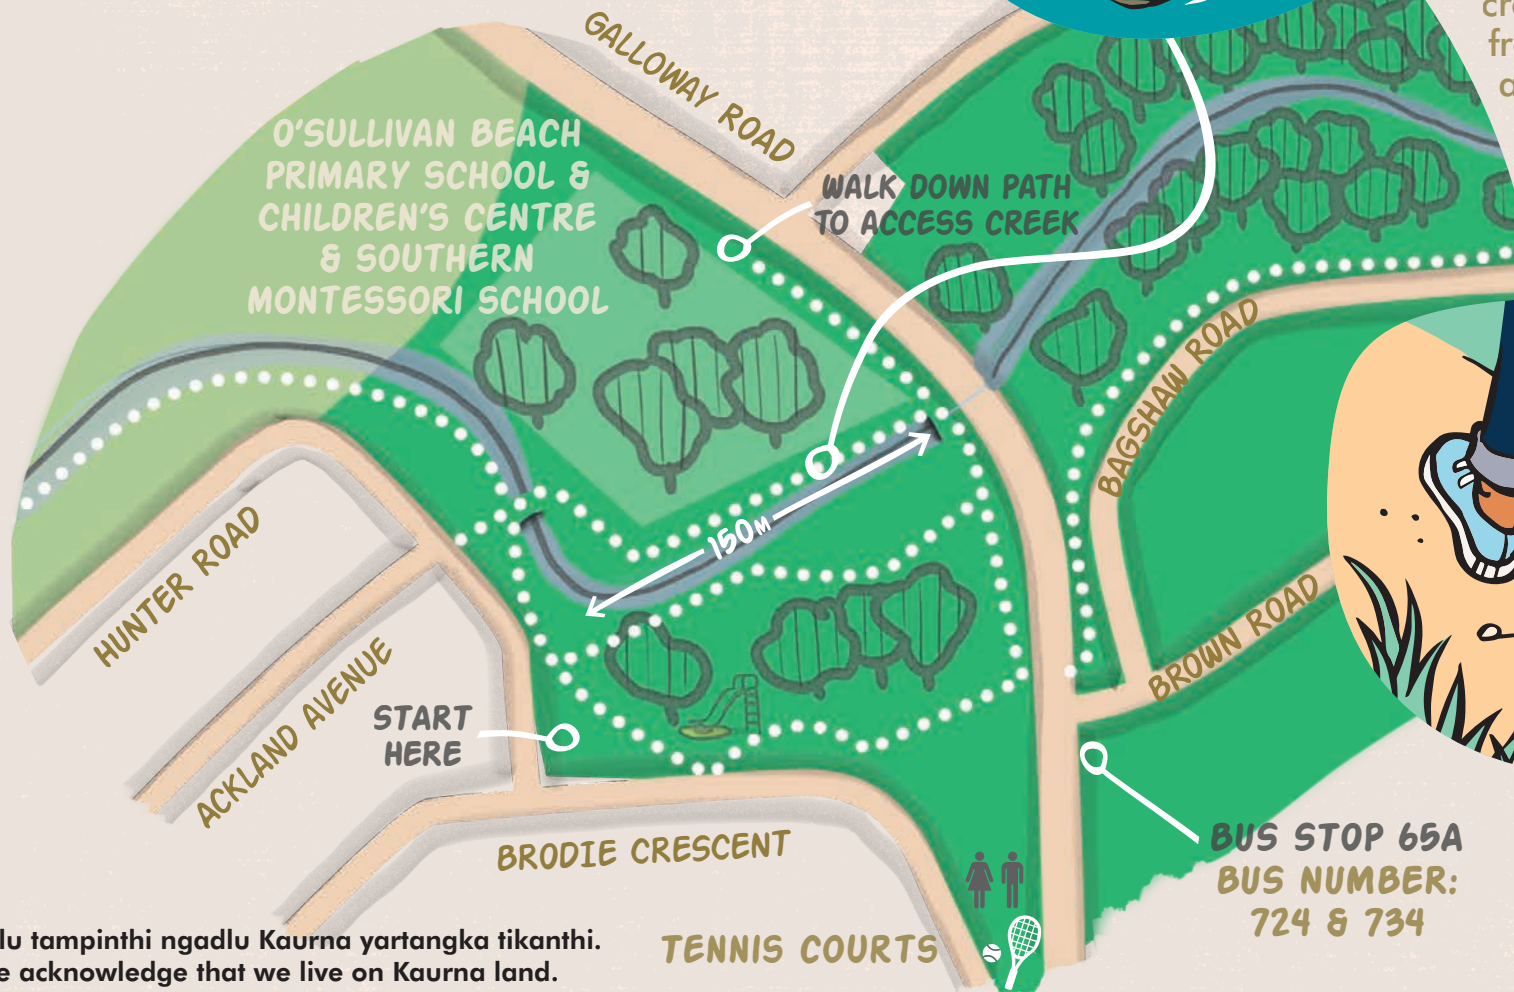 GALLOWAY ROAD
O'SULLIVAN BEACH
PRIMARY SCHOOL &
CHILDREN'S CENTRE
& SOUTHERN
MONTESSORI SCHOOL
WALK DOWN PATH
TO ACCESS CREEK
BAGSHAW ROAD
150M
HUNTER ROAD
BROWN ROAD
ACKLAND AVENUE
START
HERE
BRODIE CRESCENT
BUS STOP 65A
BUS NUMBER:
724 & 734
TENNIS COURTS
tampinthi ngadlu Kaurna yartangka tikanthi.
acknowledge that we live on Kaurna land.